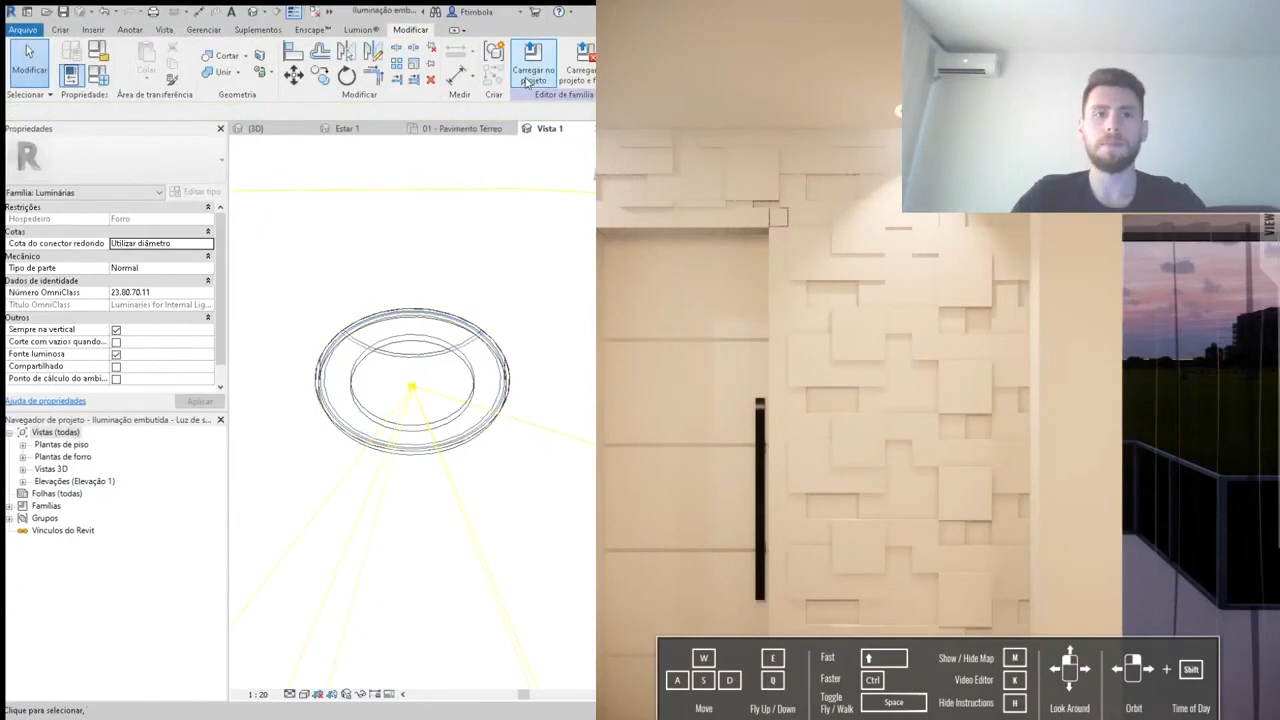 Iluminação emb...
Ftimbola
Arquivo Criar Inserir Anotar Vista Gerenciar Suplementos Enscape™ Lumion® Modificar
Modificar
Cortar
Unir
Colar
Carregar no projeto
Carregar
projeto e f
Selecionar
Propriedades
Área de transferência
Geometria
Modificar
Medir
Criar
Editor de família
Propriedades
(3D)
Estar 1
01 - Pavimento Térreo
Vista 1
R
Família: Luminárias
Editar tipo
Restrições
Hospedeiro Forro
Cotas
Cota do conector redondo Utilizar diâmetro
Mecânico
Tipo de parte Normal
Dados de identidade
Número OmniClass 23.80.70.11
Título OmniClass Luminaries for Internal Lig...
Outros
Sempre na vertical
Corte com vazios quando...
Fonte luminosa
Compartilhado
Ponto de cálculo do ambi...
Ajuda de propriedades
Aplicar
Navegador de projeto - Iluminação embutida - Luz de s...
Vistas (todas)
Plantas de piso
Plantas de forro
Vistas 3D
Elevações (Elevação 1)
Folhas (todas)
Famílias
Grupos
Vínculos do Revit
1 : 20
Clique para selecionar,
VIEW
W
E
A
S
D
Q
Move
Fly Up / Down
Fast
Faster
Ctrl
Toggle
Fly / Walk
Space
Show / Hide Map
M
Video Editor
K
Hide Instructions
H
Look Around
Orbit
+
Shift
Time of Day